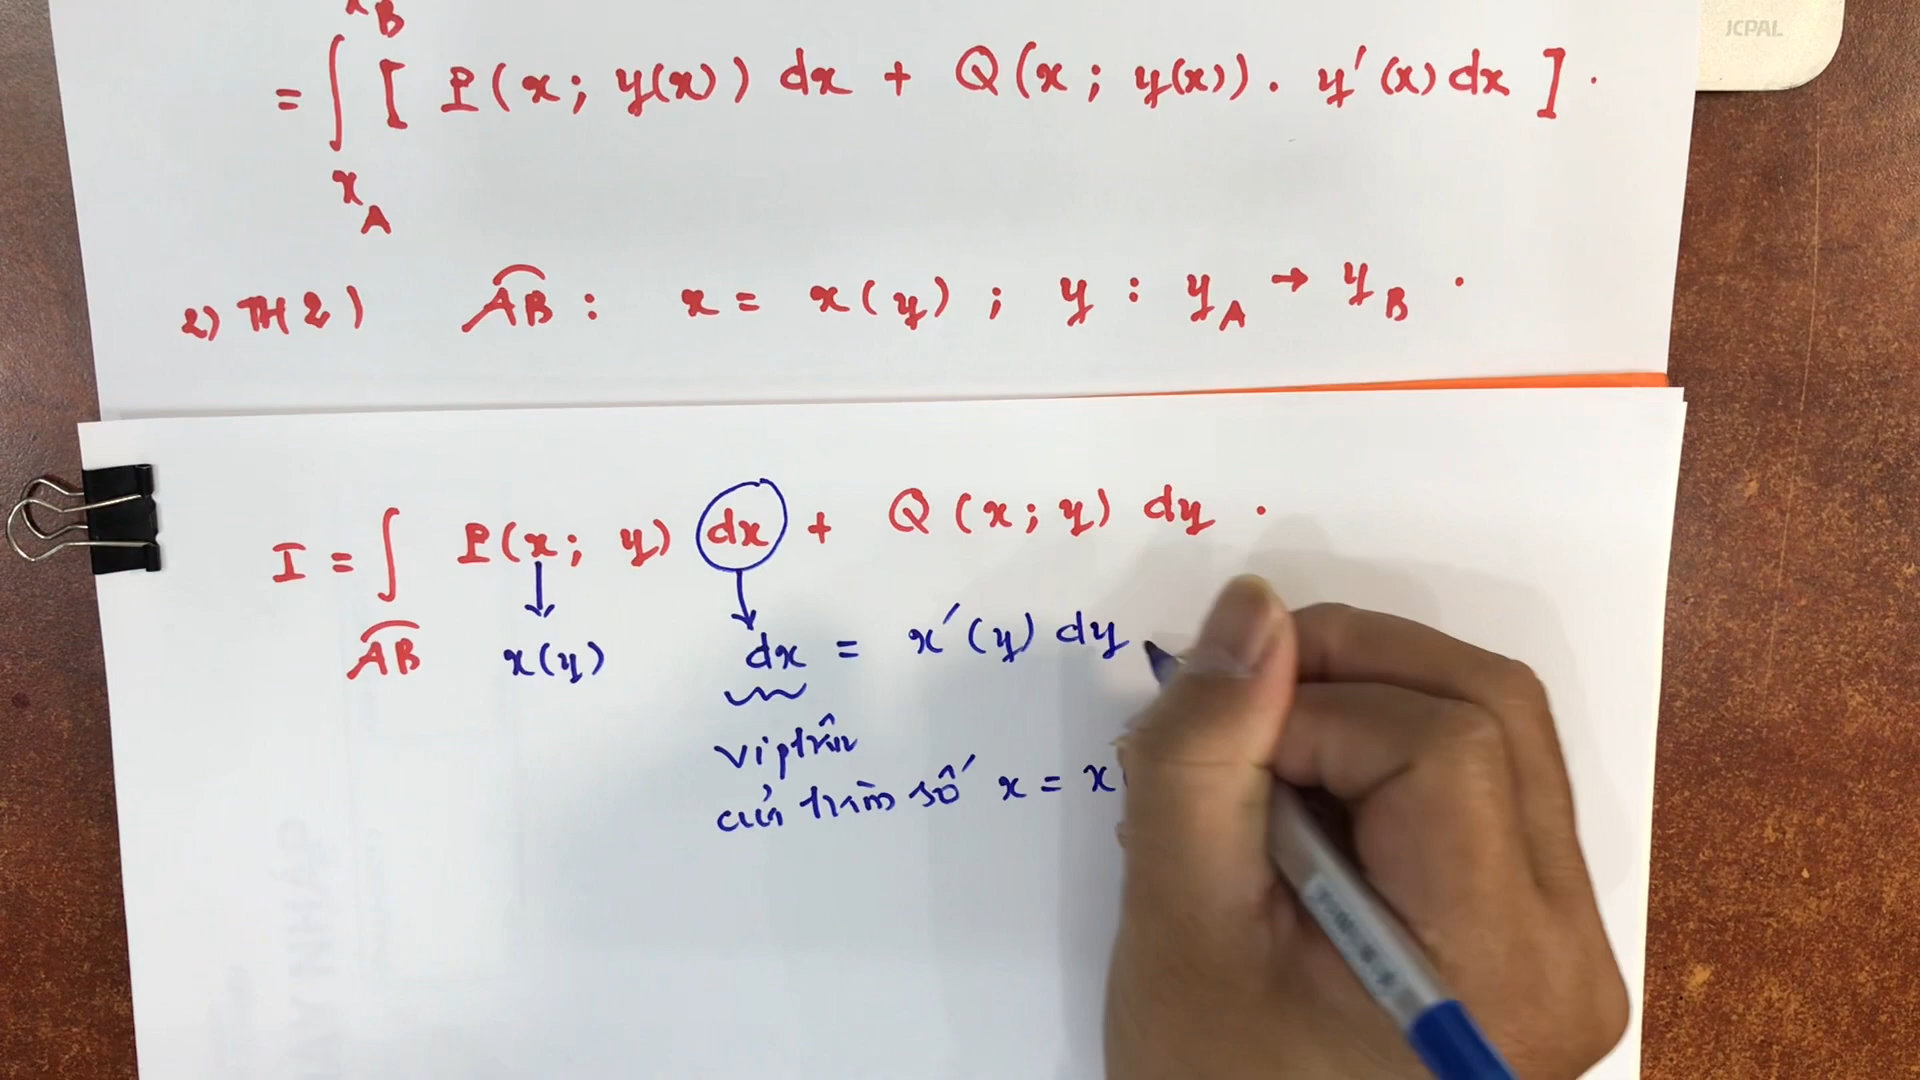 JCPAL
x_B
= ∫ [ P(x; y(x)) dx + Q(x; y(x)). y'(x) dx ] .
x_A
2) TH2) AB: x = x(y) ; y : y_A → y_B .
I = ∫ P(x; y) dx + Q(x; y) dy .
AB x(y) dx = x'(y) dy
vi phân
của hàm số x = x